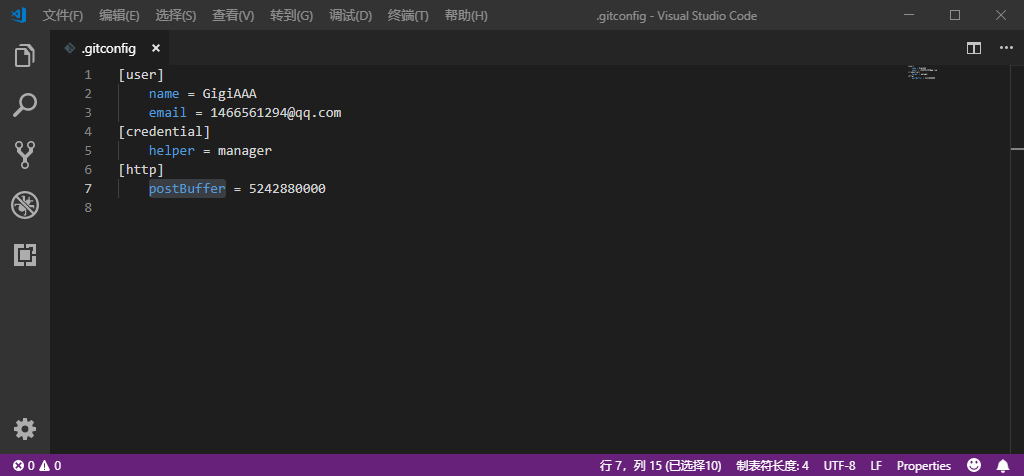 文件(F) 编辑(E) 选择(S) 查看(V) 转到(G) 调试(D) 终端(T) 帮助(H) .gitconfig - Visual Studio Code
.gitconfig
1 [user]
2 name = GigiAAA
3 email = 1466561294@qq.com
4 [credential]
5 helper = manager
6 [http]
7 postBuffer = 5242880000
8
0 0 行 7，列 15 (已选择10) 制表符长度: 4 UTF-8 LF Properties